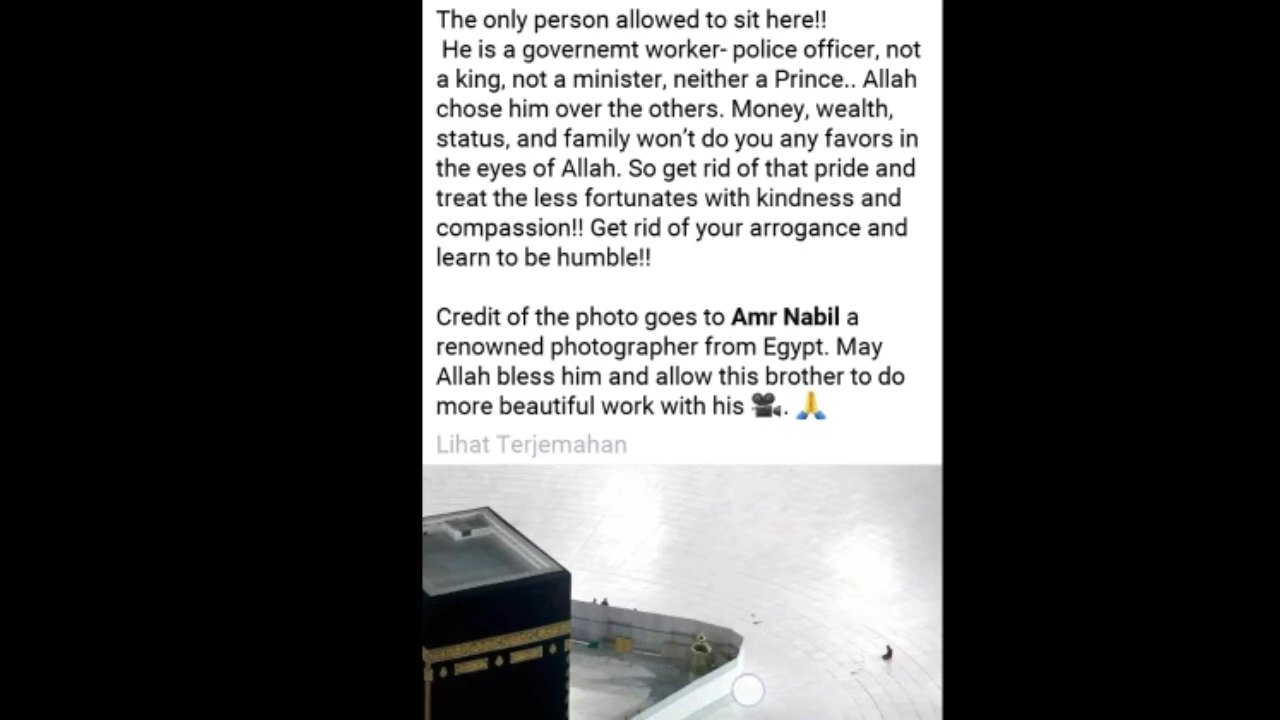 The only person allowed to sit here!!
He is a governemt worker- police officer, not
a king, not a minister, neither a Prince.. Allah
chose him over the others. Money, wealth,
status, and family won’t do you any favors in
the eyes of Allah. So get rid of that pride and
treat the less fortunates with kindness and
compassion!! Get rid of your arrogance and
learn to be humble!!
Credit of the photo goes to Amr Nabil a
renowned photographer from Egypt. May
Allah bless him and allow this brother to do
more beautiful work with his 🎥. 🙏
Lihat Terjemahan